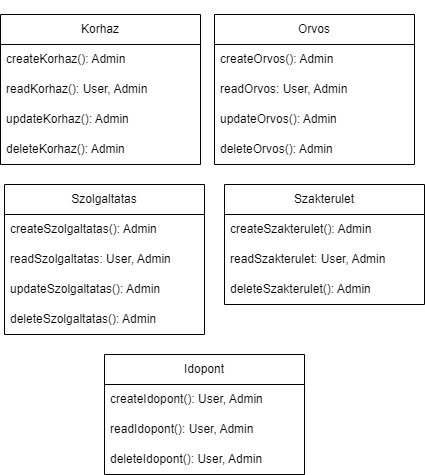 Korhaz
createKorhaz(): Admin
readKorhaz(): User, Admin
updateKorhaz(): Admin
deleteKorhaz(): Admin
Orvos
createOrvos(): Admin
readOrvos: User, Admin
updateOrvos(): Admin
deleteOrvos(): Admin
Szolgaltatas
createSzolgaltatas(): Admin
readSzolgaltatas: User, Admin
updateSzolgaltatas(): Admin
deleteSzolgaltatas(): Admin
Szakterulet
createSzakterulet(): Admin
readSzakterulet: User, Admin
deleteSzakterulet(): Admin
Idopont
createIdopont(): User, Admin
readIdopont(): User, Admin
deleteIdopont(): User, Admin